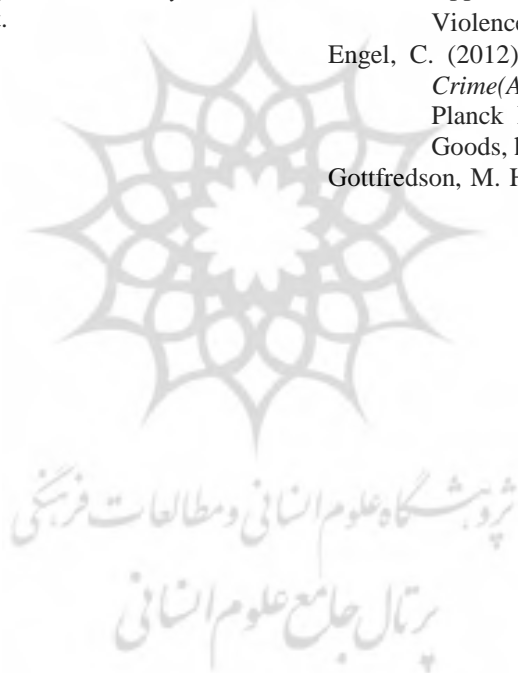 t.
Violence
Engel, C. (2012)
Crime(A
Planck
Goods,
Gottfredson, M. H
پژوهشگاه علوم انسانی و مطالعات فرهنگی
پرتال جامع علوم انسانی